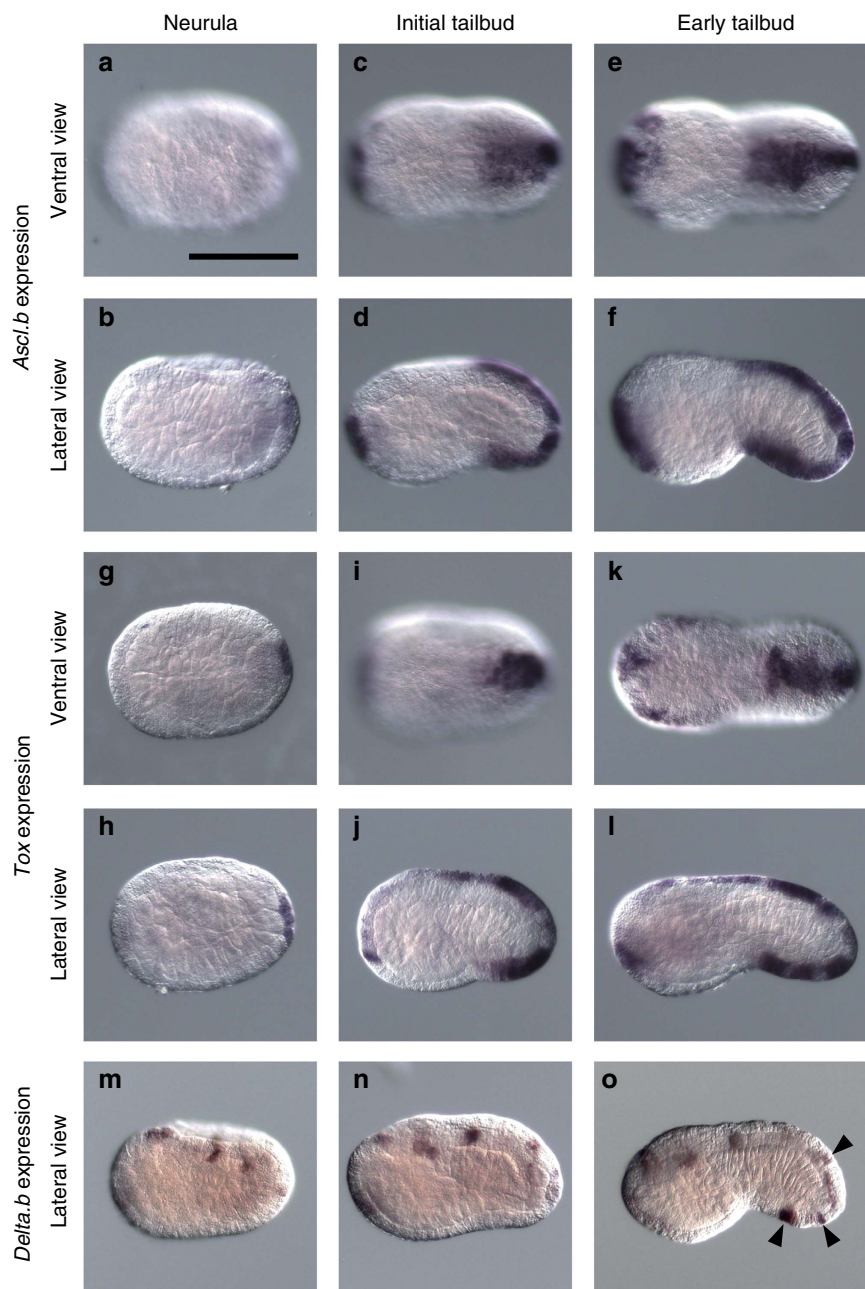 Neurula
Initial tailbud
Early tailbud
a
c
e
Ventral view
b
d
f
Lateral view
Ascl.b expression
g
i
k
Ventral view
h
j
l
Lateral view
Tox expression
m
n
o
Lateral view
Delta.b expression